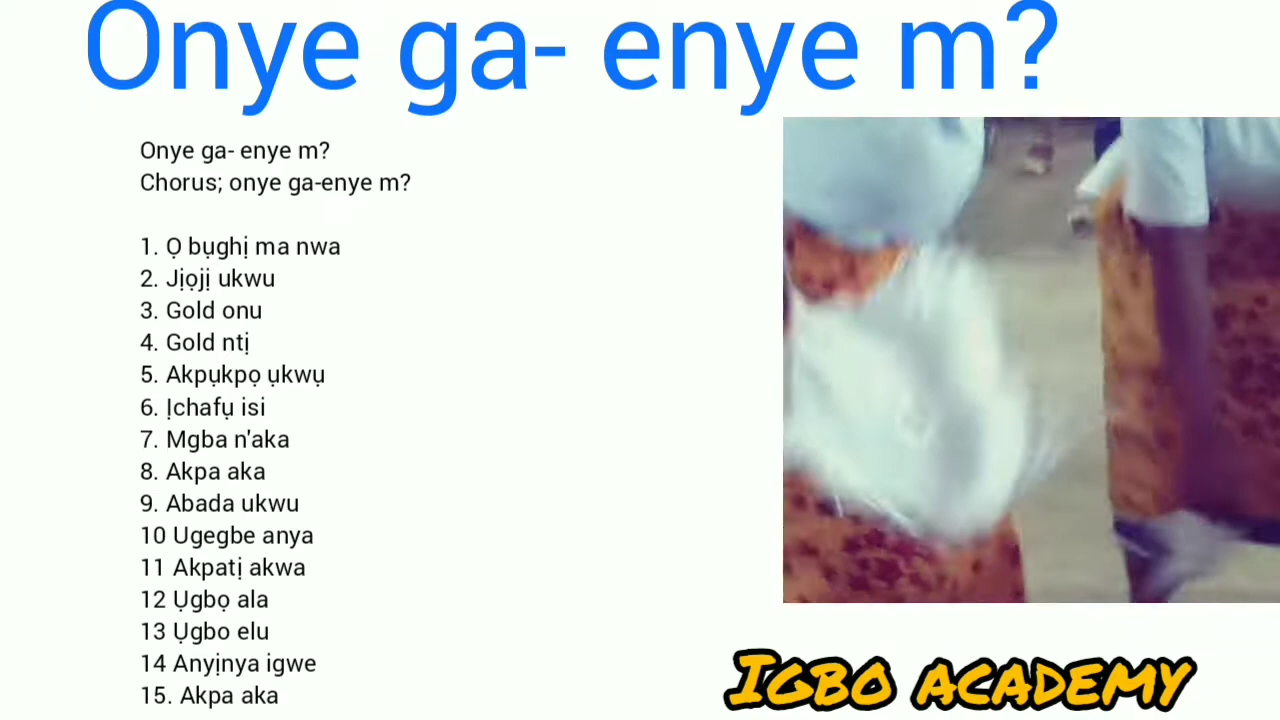 Onye ga- enye m?
Onye ga- enye m?
Chorus; onye ga-enye m?
1. Ọ bụghị ma nwa
2. Jịọjị ukwu
3. Gold onu
4. Gold ntị
5. Akpụkpọ ụkwụ
6. Ịchafụ isi
7. Mgba n'aka
8. Akpa aka
9. Abada ukwu
10 Ugegbe anya
11 Akpatị akwa
12 Ụgbọ ala
13 Ụgbo elu
14 Anyịnya igwe
15. Akpa aka
IGBO ACADEMY